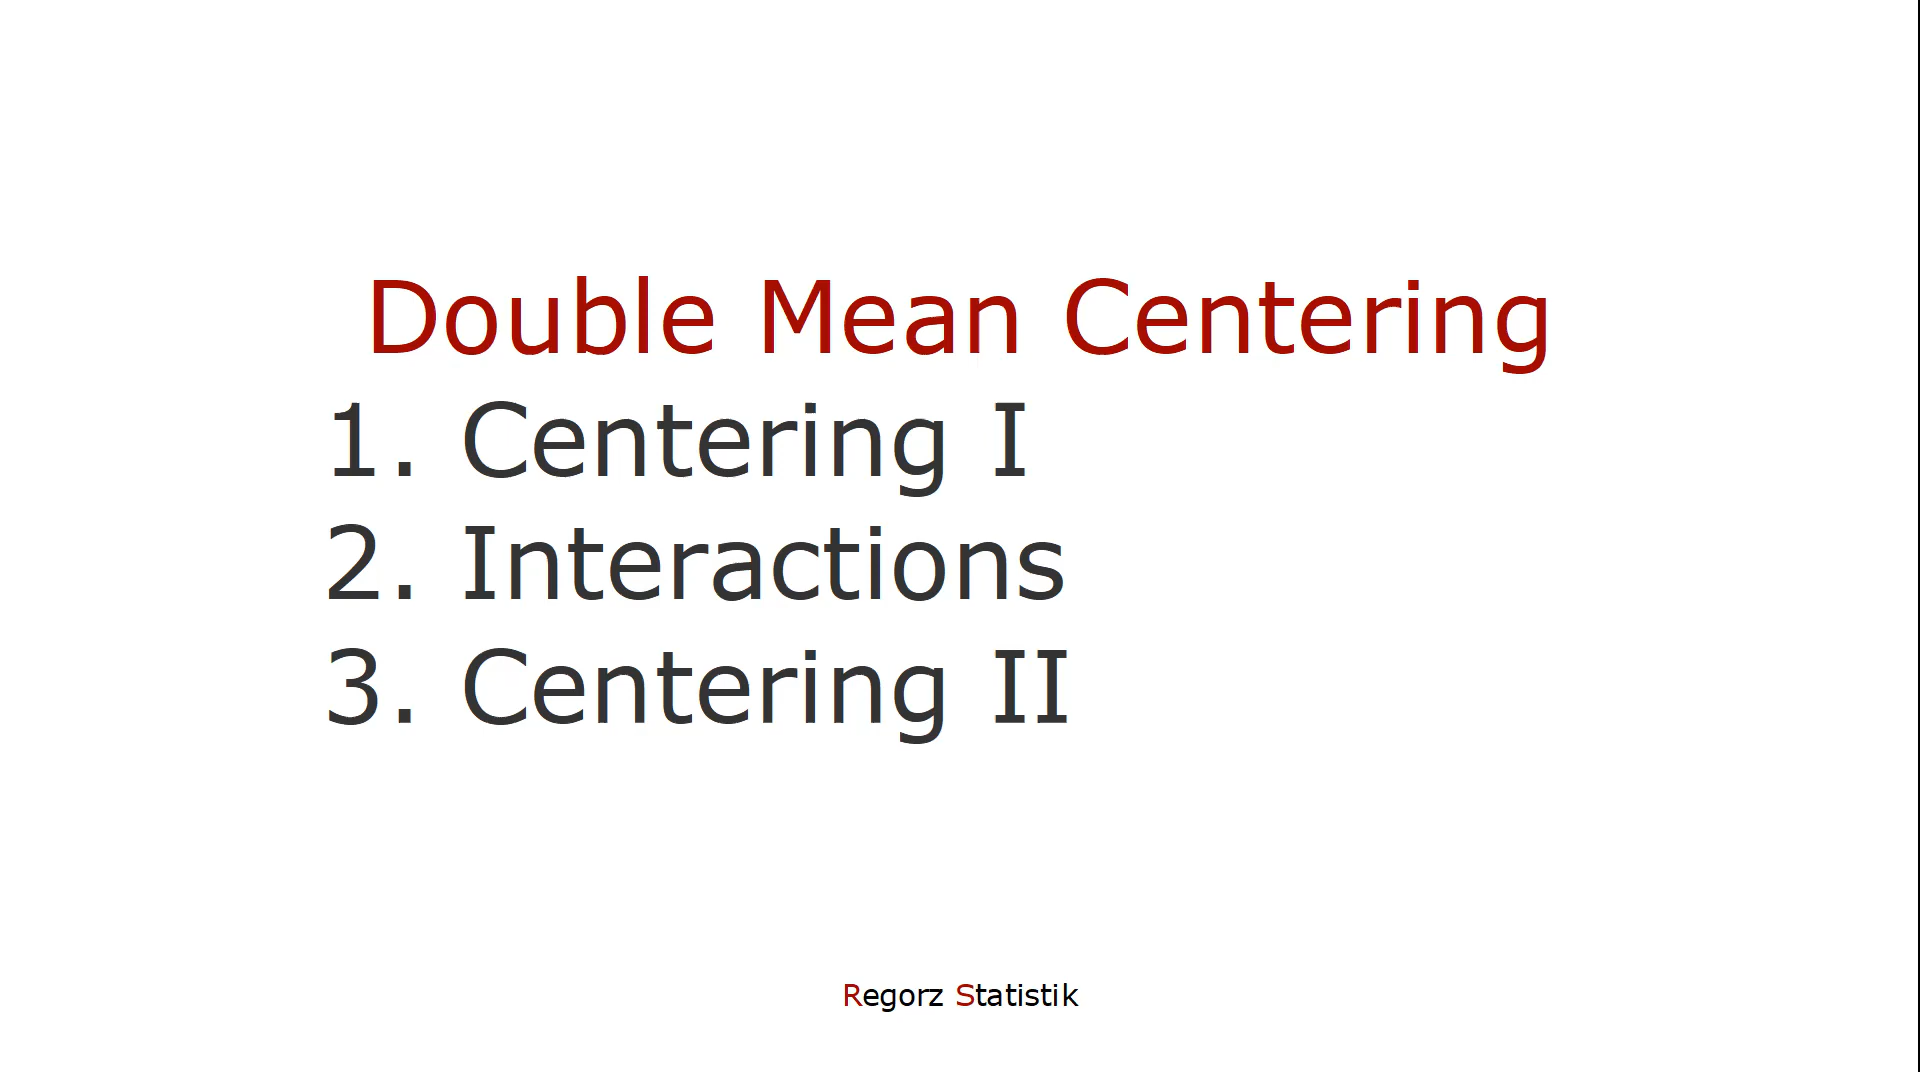 Double Mean Centering
1. Centering I
2. Interactions
3. Centering II
Regorz Statistik